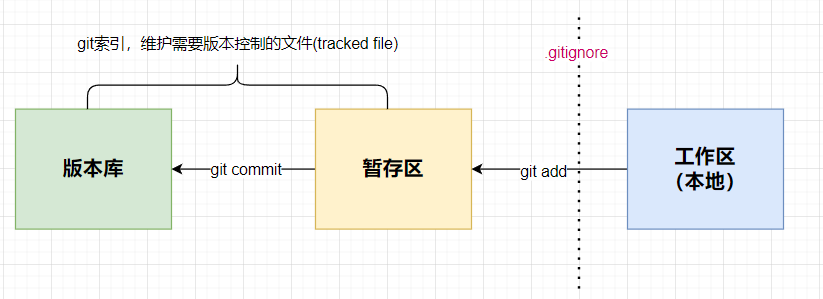 git索引，维护需要版本控制的文件(tracked file)
.gitignore
版本库
git commit
暂存区
git add
工作区
（本地）